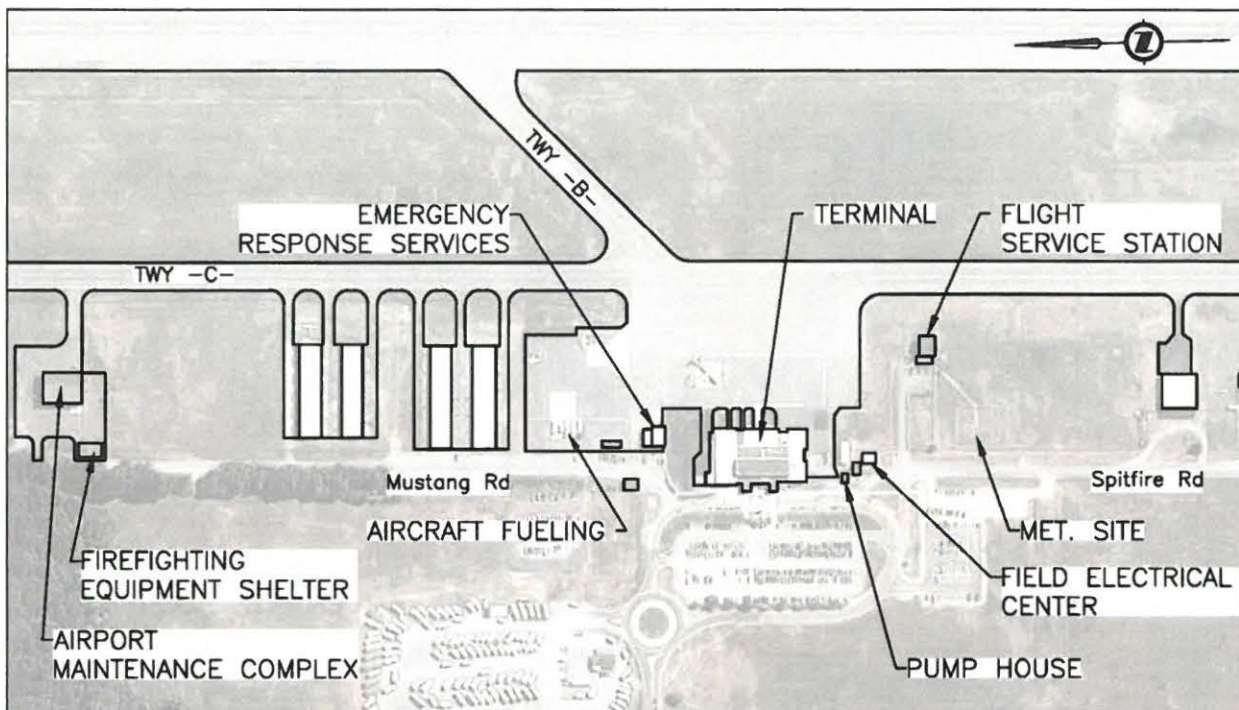 TWY -B-
EMERGENCY
RESPONSE SERVICES
TERMINAL
FLIGHT
SERVICE STATION
TWY -C-
Mustang Rd
Spitfire Rd
AIRCRAFT FUELING
MET. SITE
FIREFIGHTING
EQUIPMENT SHELTER
FIELD ELECTRICAL
CENTER
AIRPORT
MAINTENANCE COMPLEX
PUMP HOUSE